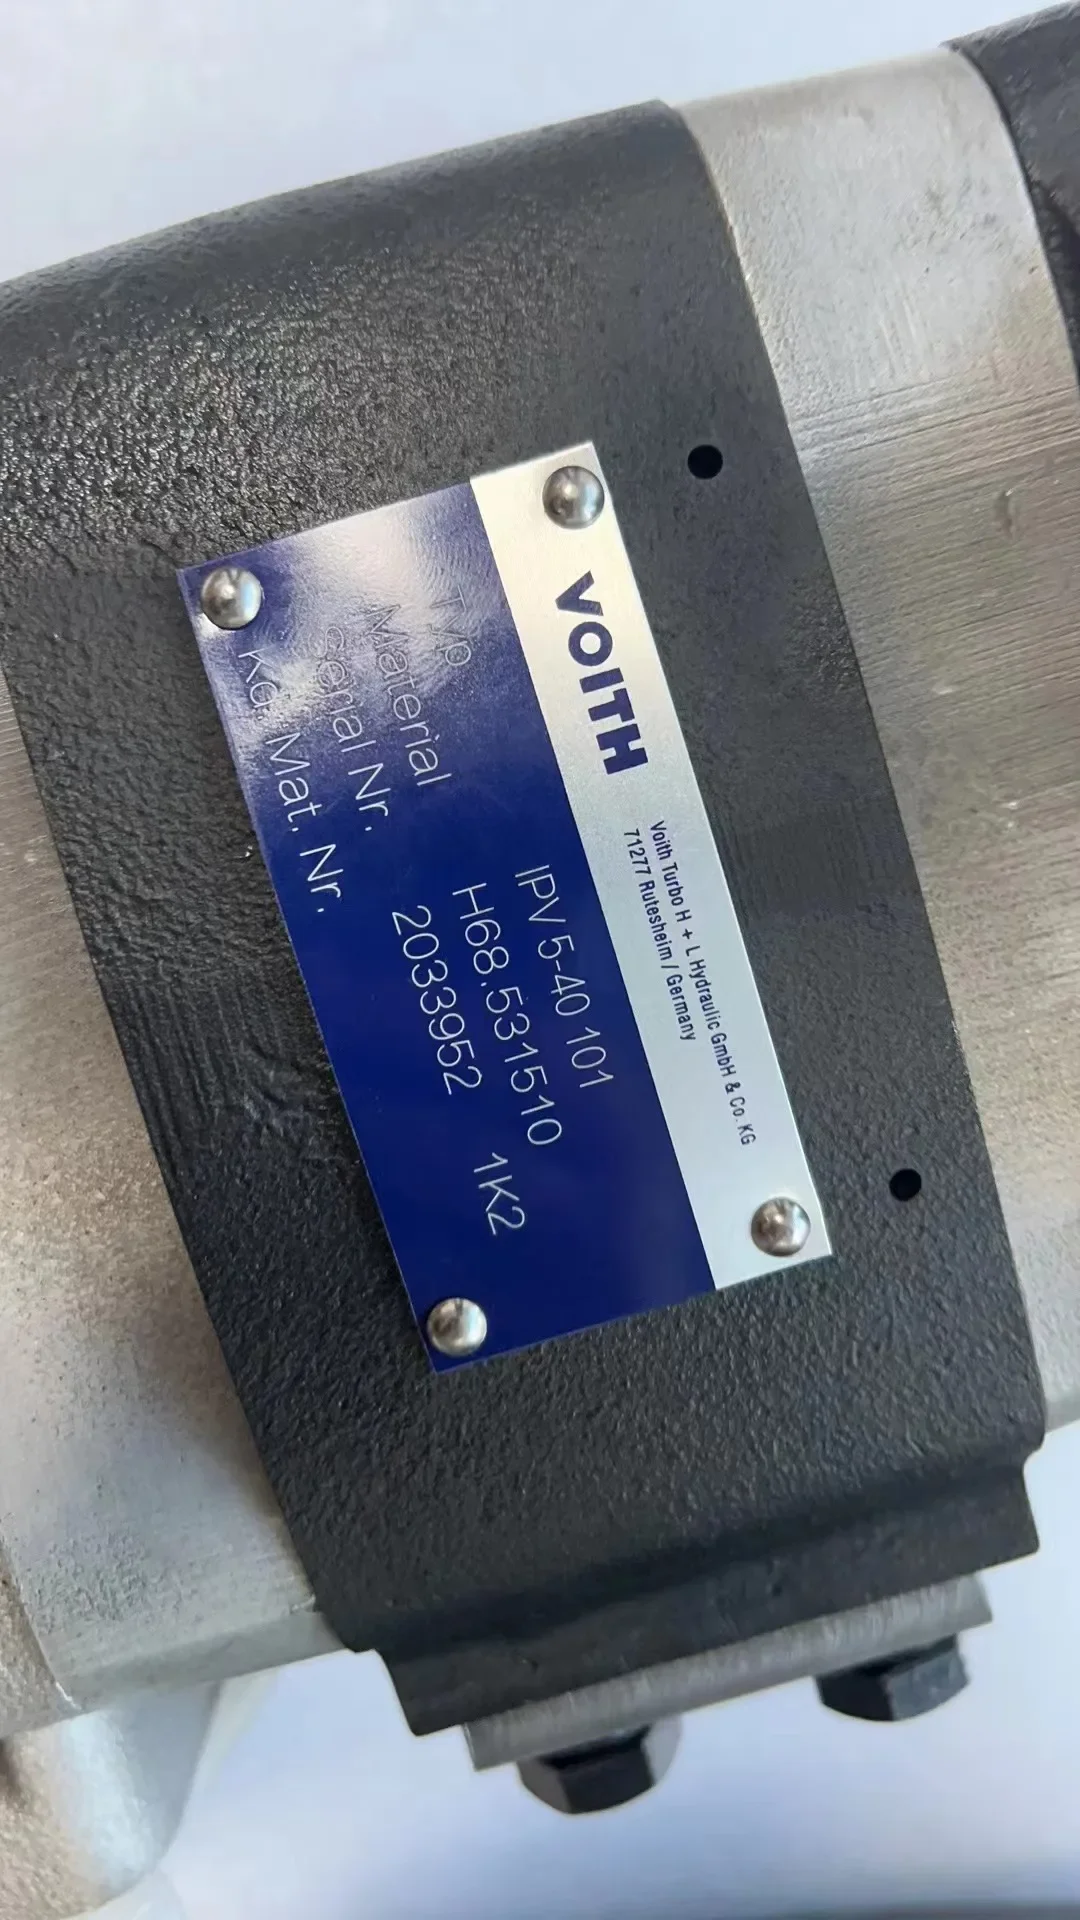 VOITH
Voith Turbo H + L Hydraulic GmbH & Co. KG
71277 Rutesheim / Germany
Typ IPV 5-40 101
Material H68.531510
Serial Nr. 2033952 1K2
Kd. Mat. Nr.